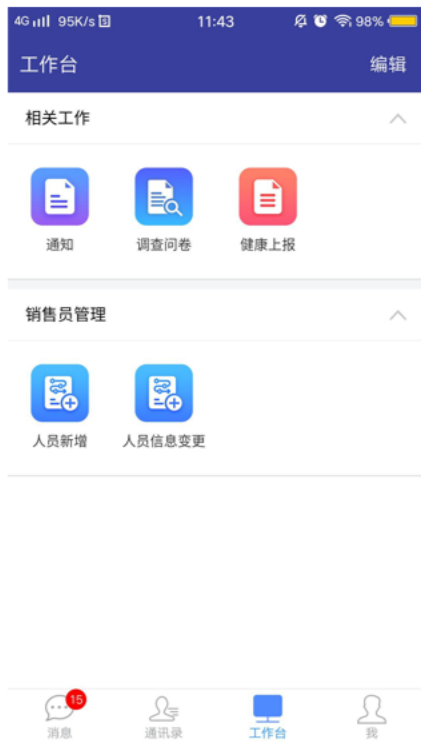 4G 95K/s 11:43 98%
工作台 编辑
相关工作
通知 调查问卷 健康上报
销售员管理
人员新增 人员信息变更
15
消息 通讯录 工作台 我